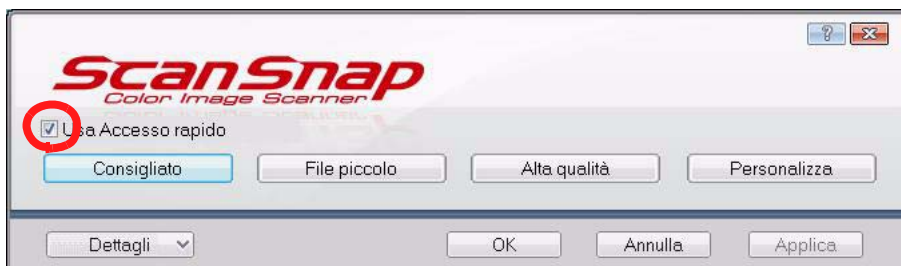 ScanSnap
Color Image Scanner
Usa Accesso rapido
Consigliato File piccolo Alta qualità Personalizza
Dettagli OK Annulla Applica